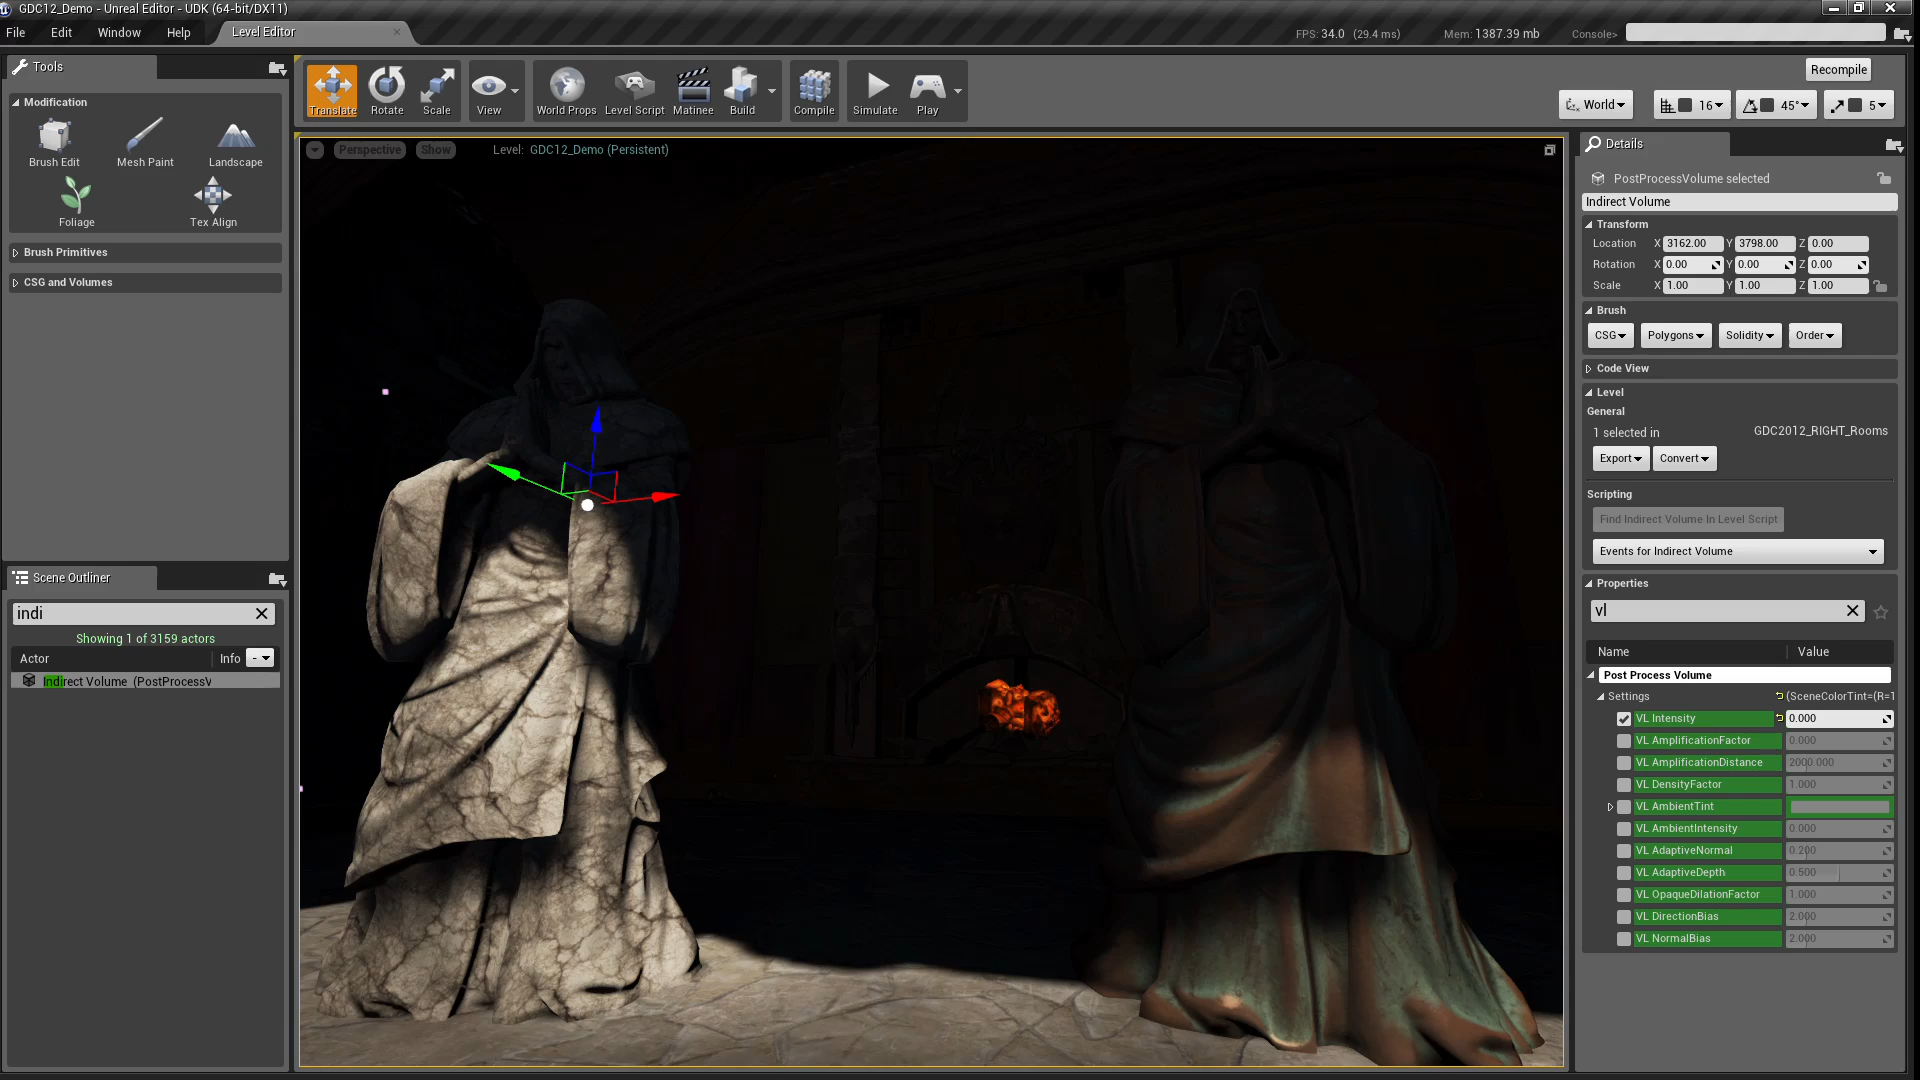 GDC12_Demo - Unreal Editor - UDK (64-bit/DX11)
File Edit Window Help
Level Editor
FPS: 34.0 (29.4 ms) Mem: 1387.39 mb Console>
Tools
Modification
Brush Edit Mesh Paint Landscape
Foliage Tex Align
Brush Primitives
CSG and Volumes
Translate Rotate Scale View World Props Level Script Matinee Build Compile Simulate Play
Recompile
World 16 45° 5
Perspective Show Level: GDC12_Demo (Persistent)
Scene Outliner
indi
Showing 1 of 3159 actors
Actor Info -
Indirect Volume (PostProcessV
Details
PostProcessVolume selected
Indirect Volume
Transform
Location X 3162.00 Y 3798.00 Z 0.00
Rotation X 0.00 Y 0.00 Z 0.00
Scale X 1.00 Y 1.00 Z 1.00
Brush
CSG Polygons Solidity Order
Code View
Level
General
1 selected in GDC2012_RIGHT_Rooms
Export Convert
Scripting
Find Indirect Volume In Level Script
Events for Indirect Volume
Properties
vl
Name Value
Post Process Volume
Settings (SceneColorTint=(R=1
VL Intensity 0.000
VL AmplificationFactor 0.000
VL AmplificationDistance 2000.000
VL DensityFactor 1.000
VL AmbientTint
VL AmbientIntensity 0.000
VL AdaptiveNormal 0.200
VL AdaptiveDepth 0.500
VL OpaqueDilationFactor 1.000
VL DirectionBias 2.000
VL NormalBias 2.000